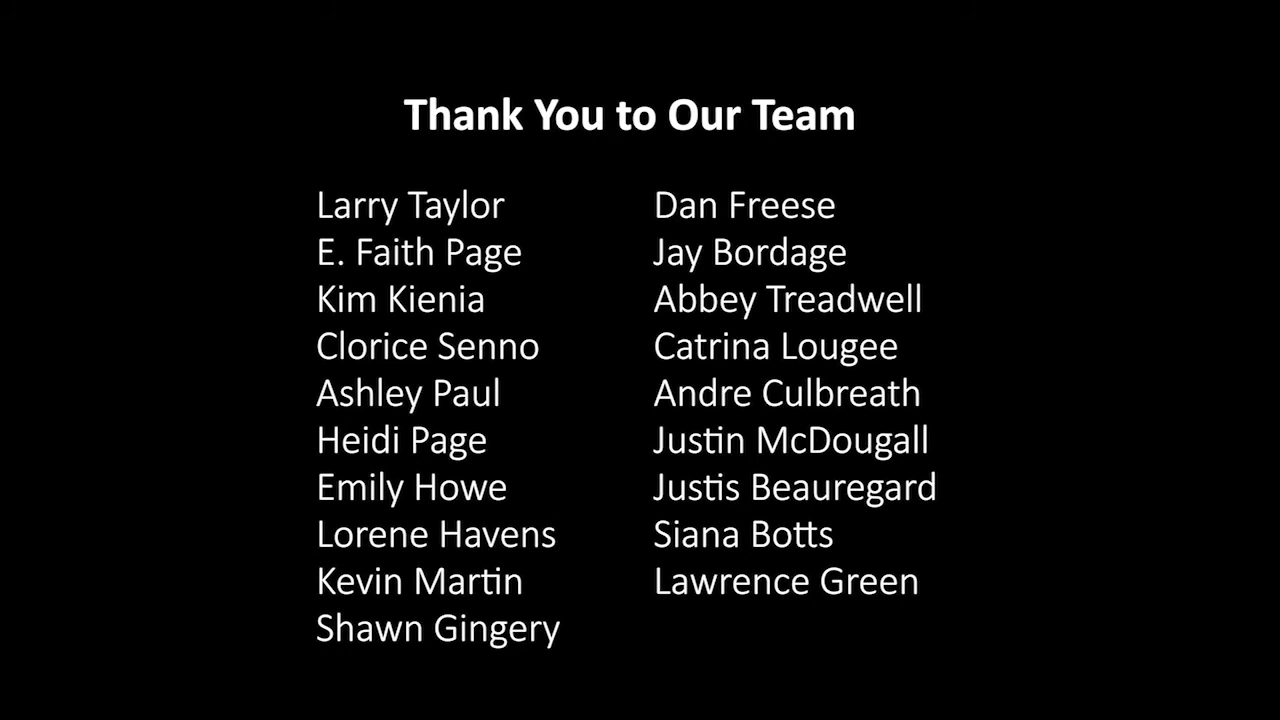 Thank You to Our Team
Larry Taylor
E. Faith Page
Kim Kienia
Clorice Senno
Ashley Paul
Heidi Page
Emily Howe
Lorene Havens
Kevin Martin
Shawn Gingery
Dan Freese
Jay Bordage
Abbey Treadwell
Catrina Lougee
Andre Culbreath
Justin McDougall
Justis Beauregard
Siana Botts
Lawrence Green